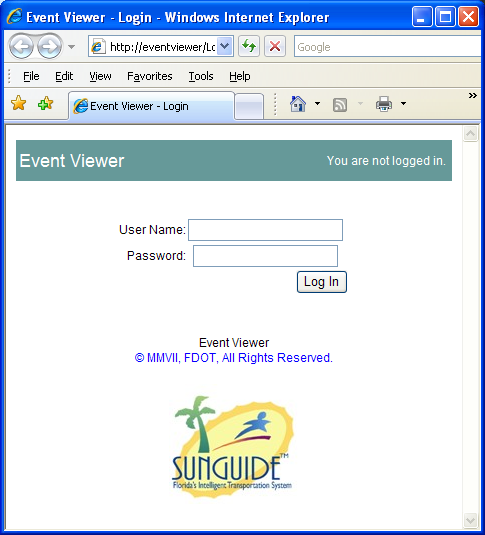 Event Viewer - Login - Windows Internet Explorer
http://eventviewer/Lo
Google
File Edit View Favorites Tools Help
Event Viewer - Login
Event Viewer
You are not logged in.
User Name:
Password:
Log In
Event Viewer
© MMVII, FDOT, All Rights Reserved.
SUNGUIDE™
Florida's Intelligent Transportation System